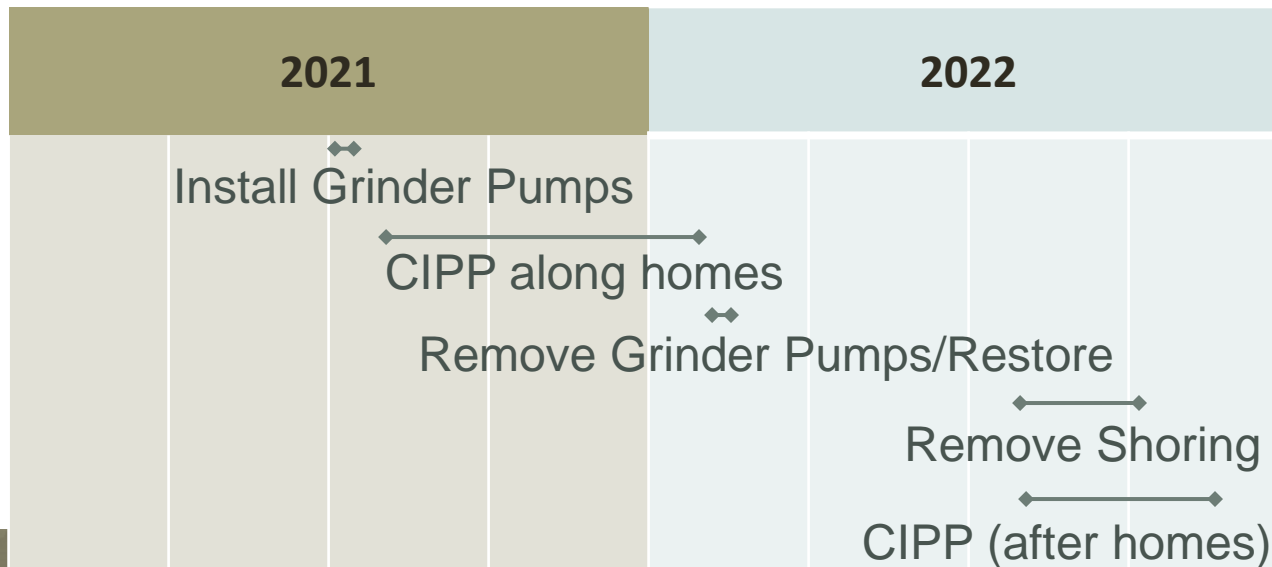 2021
2022
Install Grinder Pumps
CIPP along homes
Remove Grinder Pumps/Restore
Remove Shoring
CIPP (after homes)